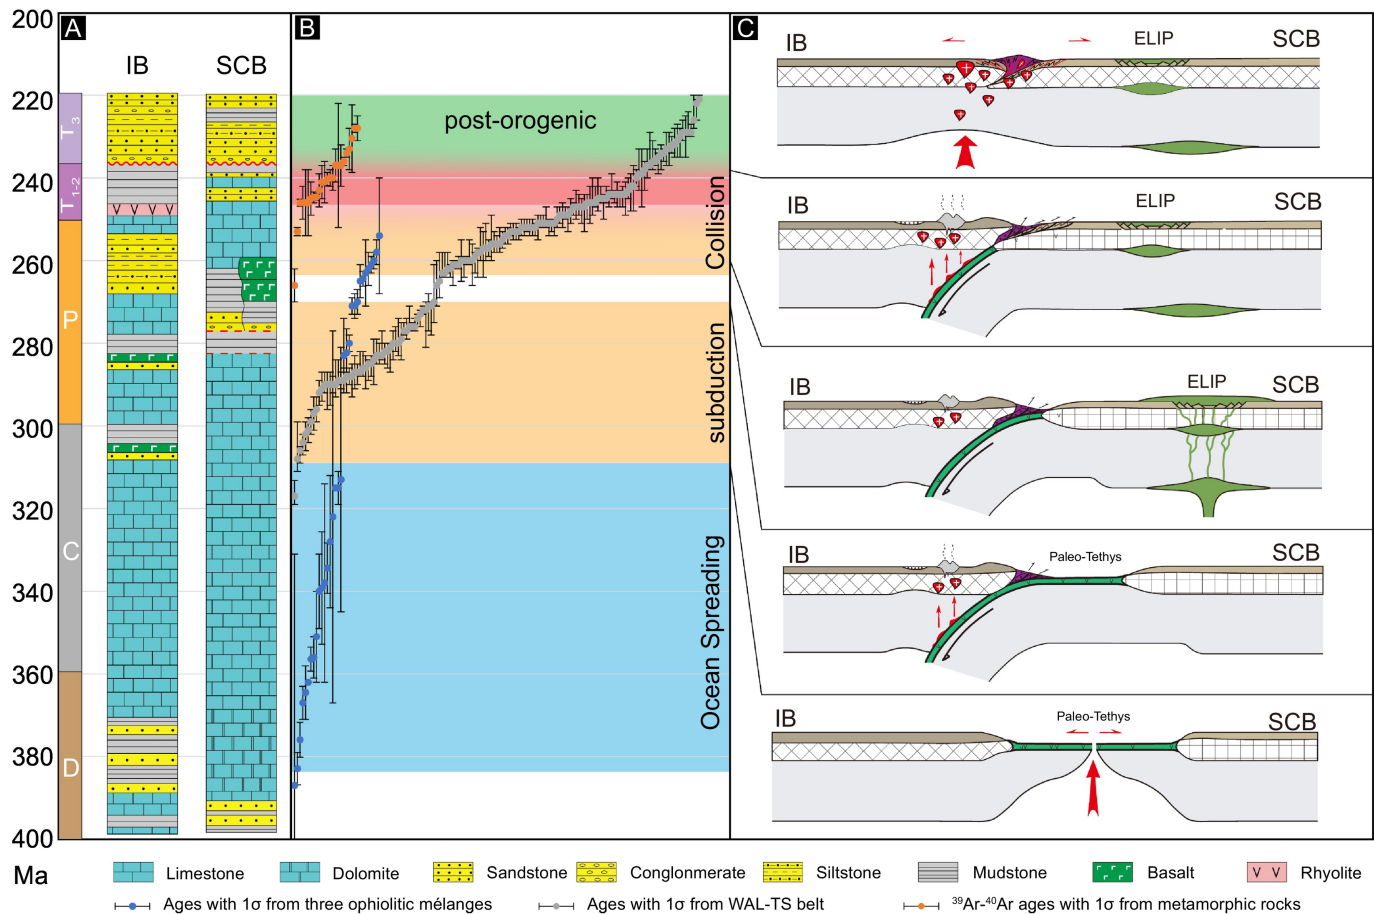 200
220
240
260
280
300
320
340
360
380
400
Ma
A
IB
SCB
T3
T1-2
P
C
D
B
post-orogenic
Collision
subduction
Ocean Spreading
C
IB
ELIP
SCB
IB
ELIP
SCB
IB
ELIP
SCB
IB
Paleo-Tethys
SCB
IB
Paleo-Tethys
SCB
Limestone
Dolomite
Sandstone
Conglomerate
Siltstone
Mudstone
Basalt
Rhyolite
Ages with 1σ from three ophiolitic mélanges
Ages with 1σ from WAL-TS belt
³⁹Ar-⁴⁰Ar ages with 1σ from metamorphic rocks